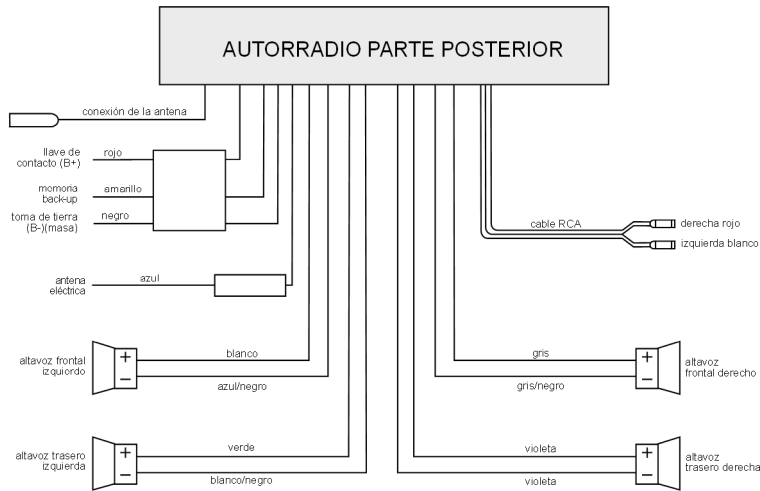 AUTORRADIO PARTE POSTERIOR
conexión de la antena
llave de
contacto (B+)
rojo
memoria
back-up
amarillo
toma de tierra
(B-)(masa)
negro
cable RCA
derecha rojo
izquierda blanco
antena
eléctrica
azul
altavoz frontal
izquiordo
+
−
blanco
azul/negro
gris
gris/negro
+
−
altavoz
frontal derecho
altavoz trasero
izquierda
+
−
verde
blanco/negro
violeta
violeta
+
−
altavoz
trasero derecha